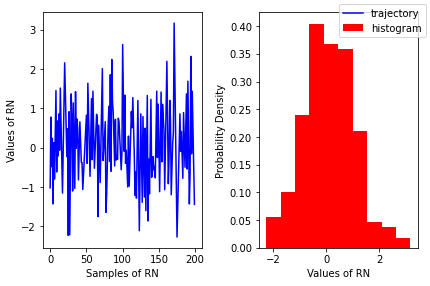 trajectory
histogram
Values of RN
3
2
1
0
−1
−2
0 50 100 150 200
Samples of RN
Probability Density
0.40
0.35
0.30
0.25
0.20
0.15
0.10
0.05
0.00
−2 0 2
Values of RN